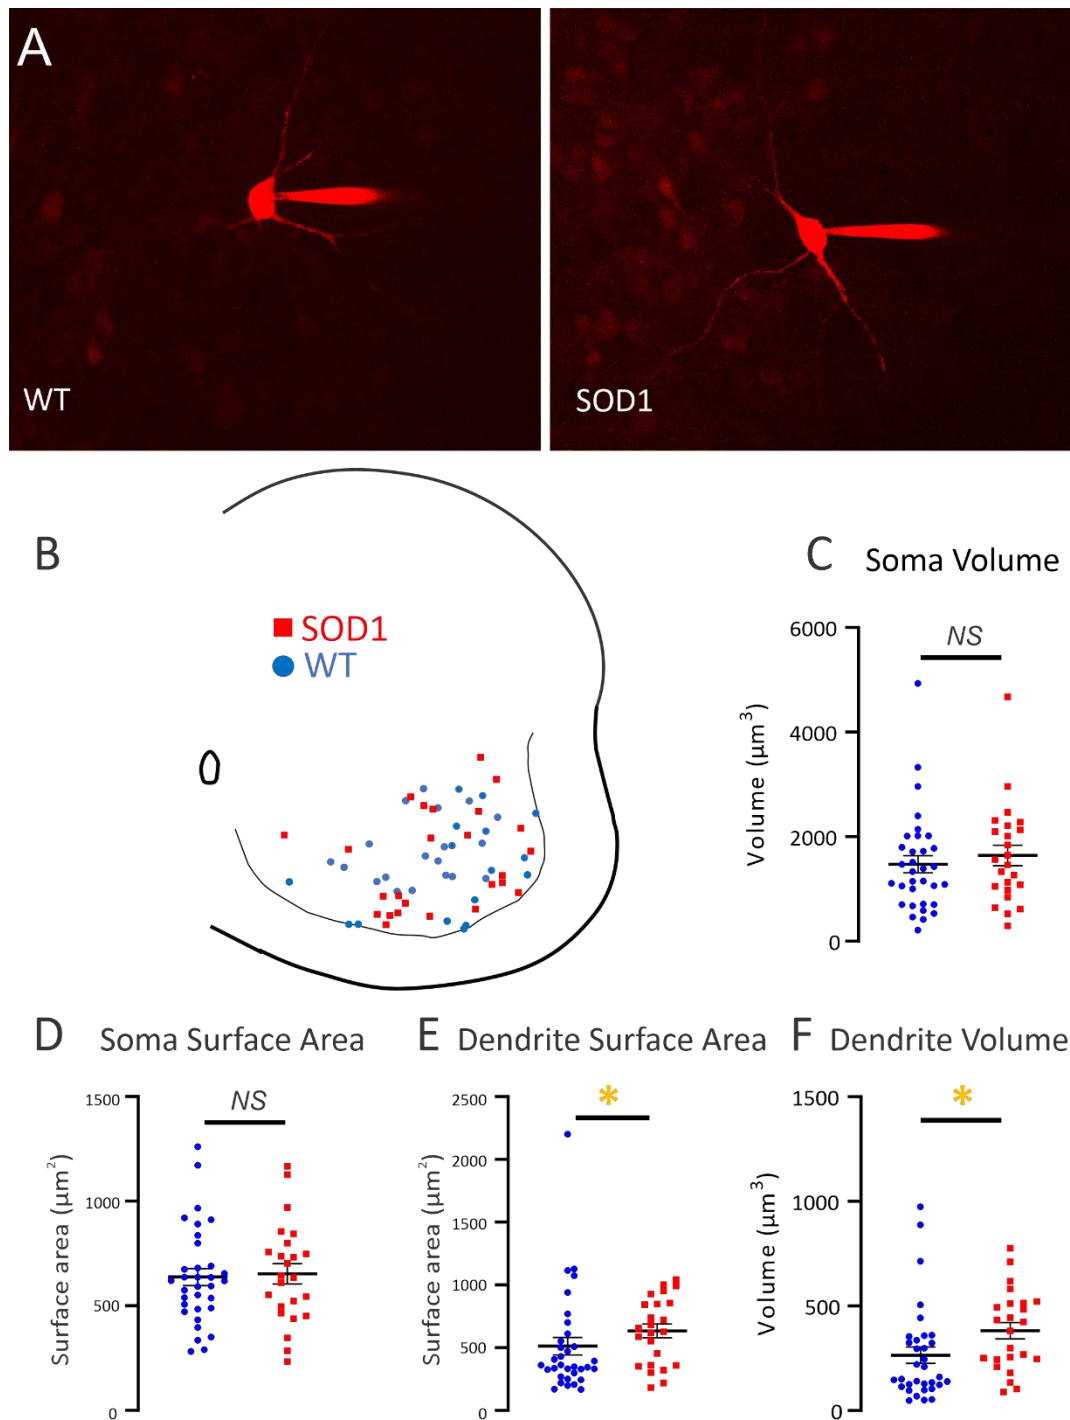 A
WT
SOD1
B
SOD1
WT
C Soma Volume
6000
4000
2000
0
Volume (µm³)
NS
D Soma Surface Area
1500
1000
500
0
Surface area (µm²)
NS
E Dendrite Surface Area
2500
2000
1500
1000
500
0
Surface area (µm²)
*
F Dendrite Volume
1500
1000
500
0
Volume (µm³)
*